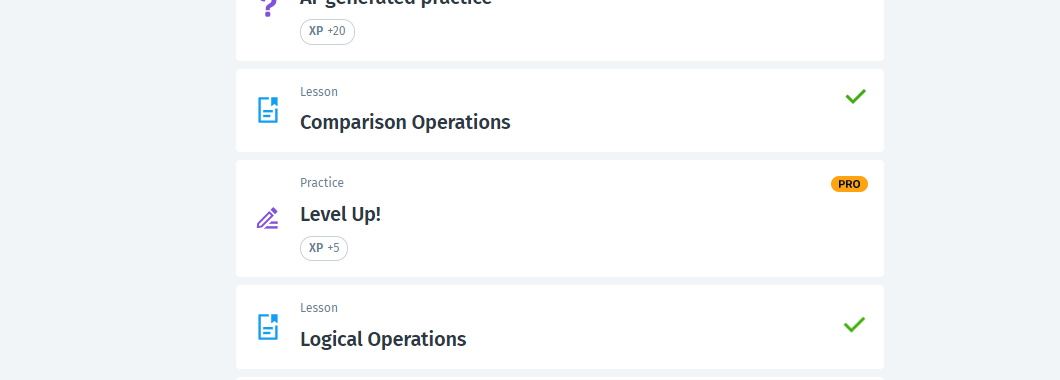 AI-generated practice
XP +20
Lesson
Comparison Operations
Practice
PRO
Level Up!
XP +5
Lesson
Logical Operations